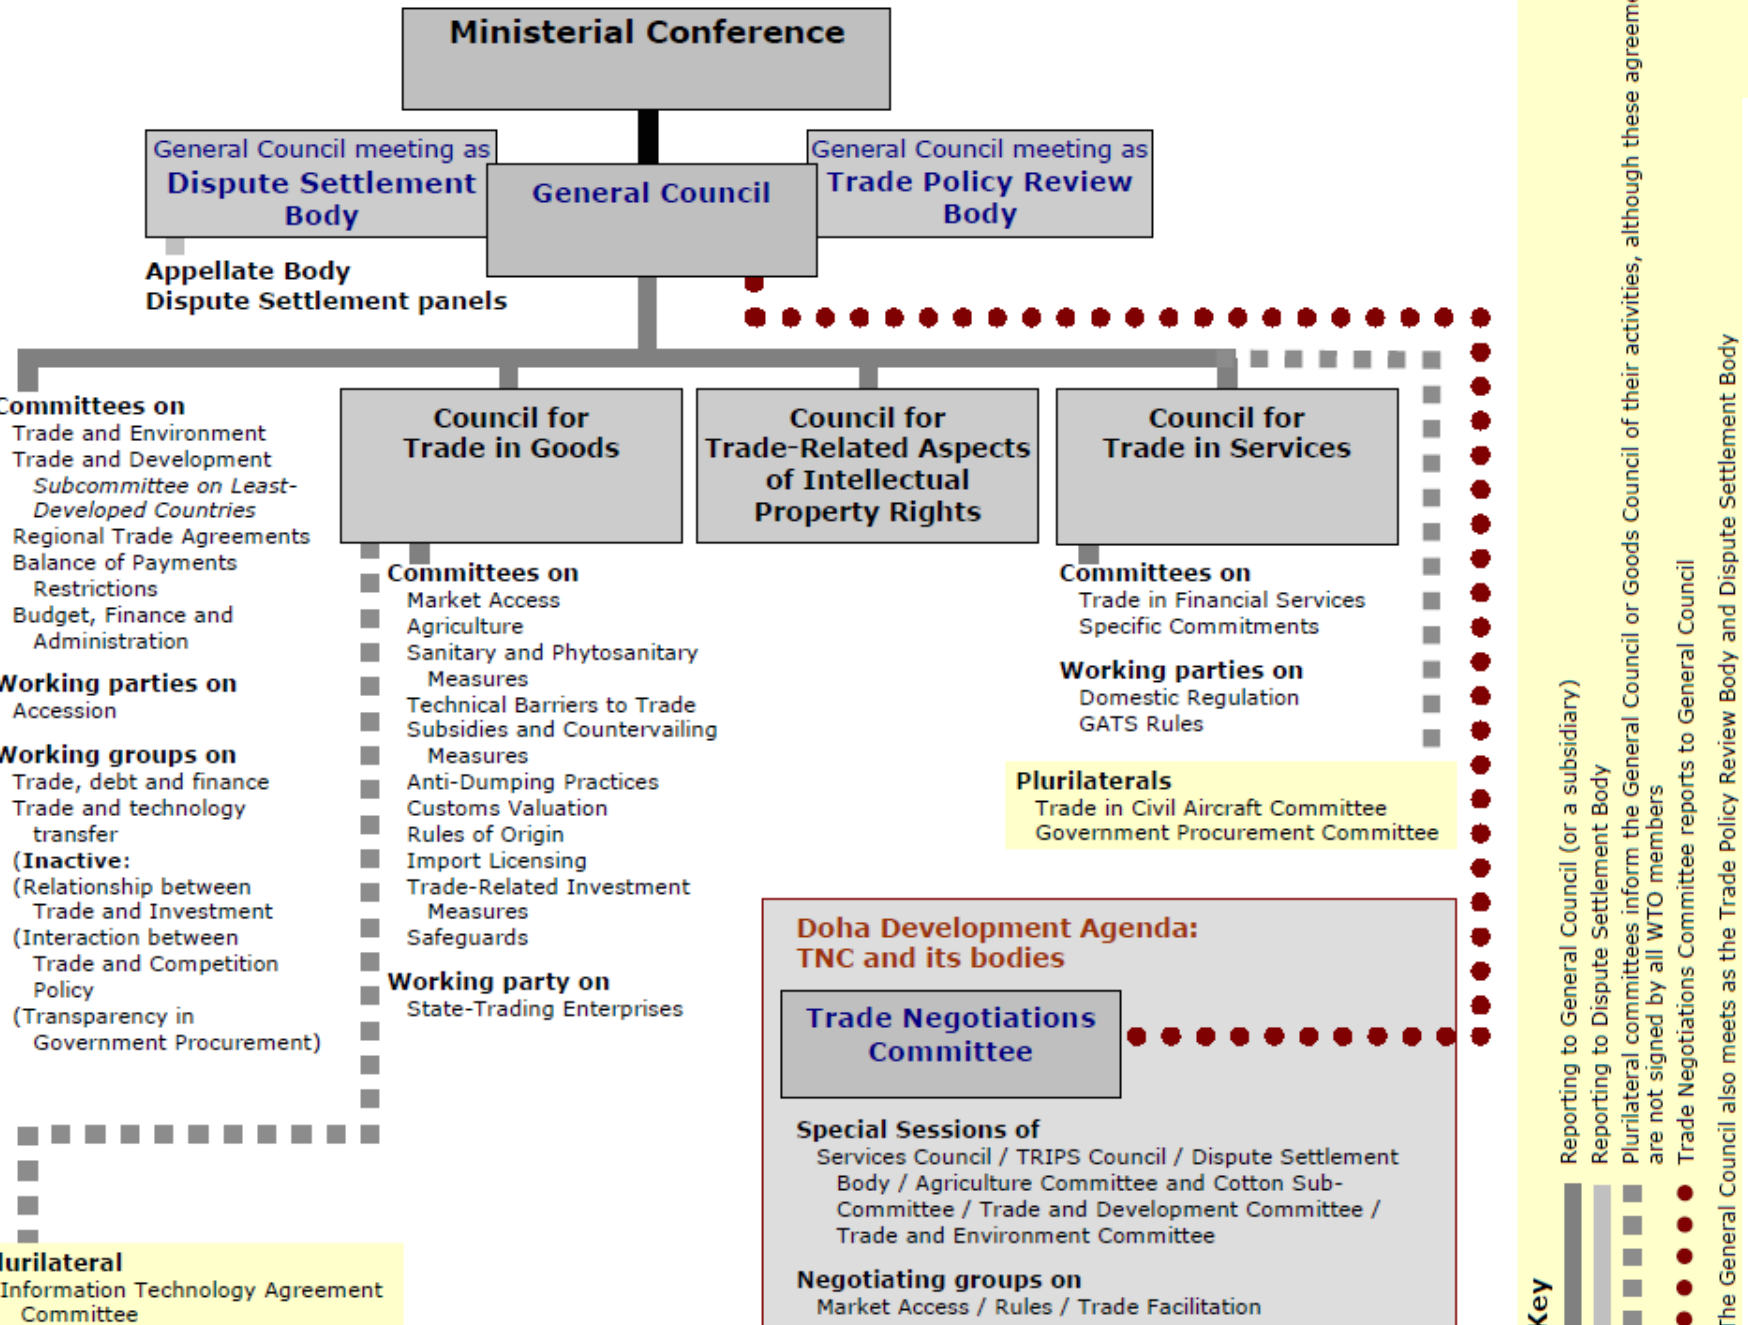 Ministerial Conference
General Council meeting as
Dispute Settlement
Body
General Council
General Council meeting as
Trade Policy Review
Body
Appellate Body
Dispute Settlement panels
Committees on
Trade and Environment
Trade and Development
Subcommittee on Least-
Developed Countries
Regional Trade Agreements
Balance of Payments
Restrictions
Budget, Finance and
Administration
Working parties on
Accession
Working groups on
Trade, debt and finance
Trade and technology
transfer
(Inactive:
(Relationship between
Trade and Investment
(Interaction between
Trade and Competition
Policy
(Transparency in
Government Procurement)
lurilateral
Information Technology Agreement
Committee
Council for
Trade in Goods
Committees on
Market Access
Agriculture
Sanitary and Phytosanitary
Measures
Technical Barriers to Trade
Subsidies and Countervailing
Measures
Anti-Dumping Practices
Customs Valuation
Rules of Origin
Import Licensing
Trade-Related Investment
Measures
Safeguards
Working party on
State-Trading Enterprises
Council for
Trade-Related Aspects
of Intellectual
Property Rights
Council for
Trade in Services
Committees on
Trade in Financial Services
Specific Commitments
Working parties on
Domestic Regulation
GATS Rules
Plurilaterals
Trade in Civil Aircraft Committee
Government Procurement Committee
Doha Development Agenda:
TNC and its bodies
Trade Negotiations
Committee
Special Sessions of
Services Council / TRIPS Council / Dispute Settlement
Body / Agriculture Committee and Cotton Sub-
Committee / Trade and Development Committee /
Trade and Environment Committee
Negotiating groups on
Market Access / Rules / Trade Facilitation
Key
Reporting to General Council (or a subsidiary)
Reporting to Dispute Settlement Body
Plurilateral committees inform the General Council or Goods Council of their activities, although these agreeme
are not signed by all WTO members
Trade Negotiations Committee reports to General Council
The General Council also meets as the Trade Policy Review Body and Dispute Settlement Body